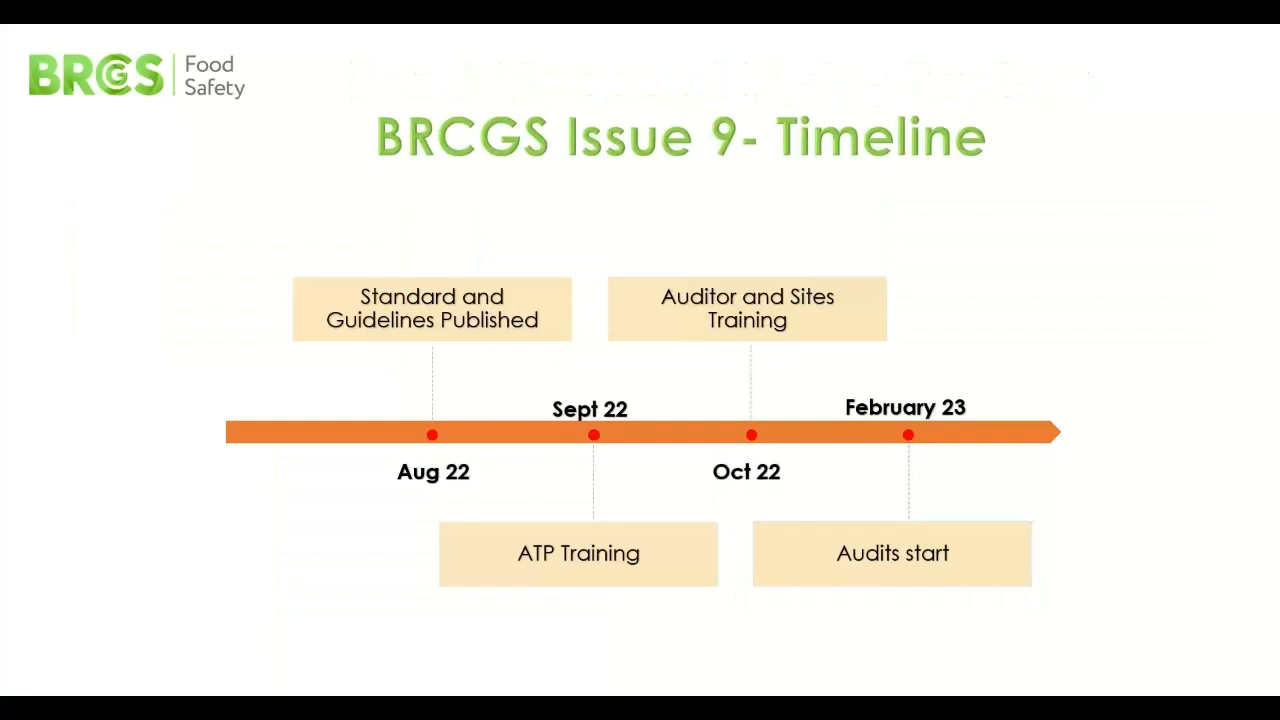 BRCGS Food
Safety
BRCGS Issue 9- Timeline
Standard and
Guidelines Published
Auditor and Sites
Training
Sept 22
February 23
Aug 22
Oct 22
ATP Training
Audits start